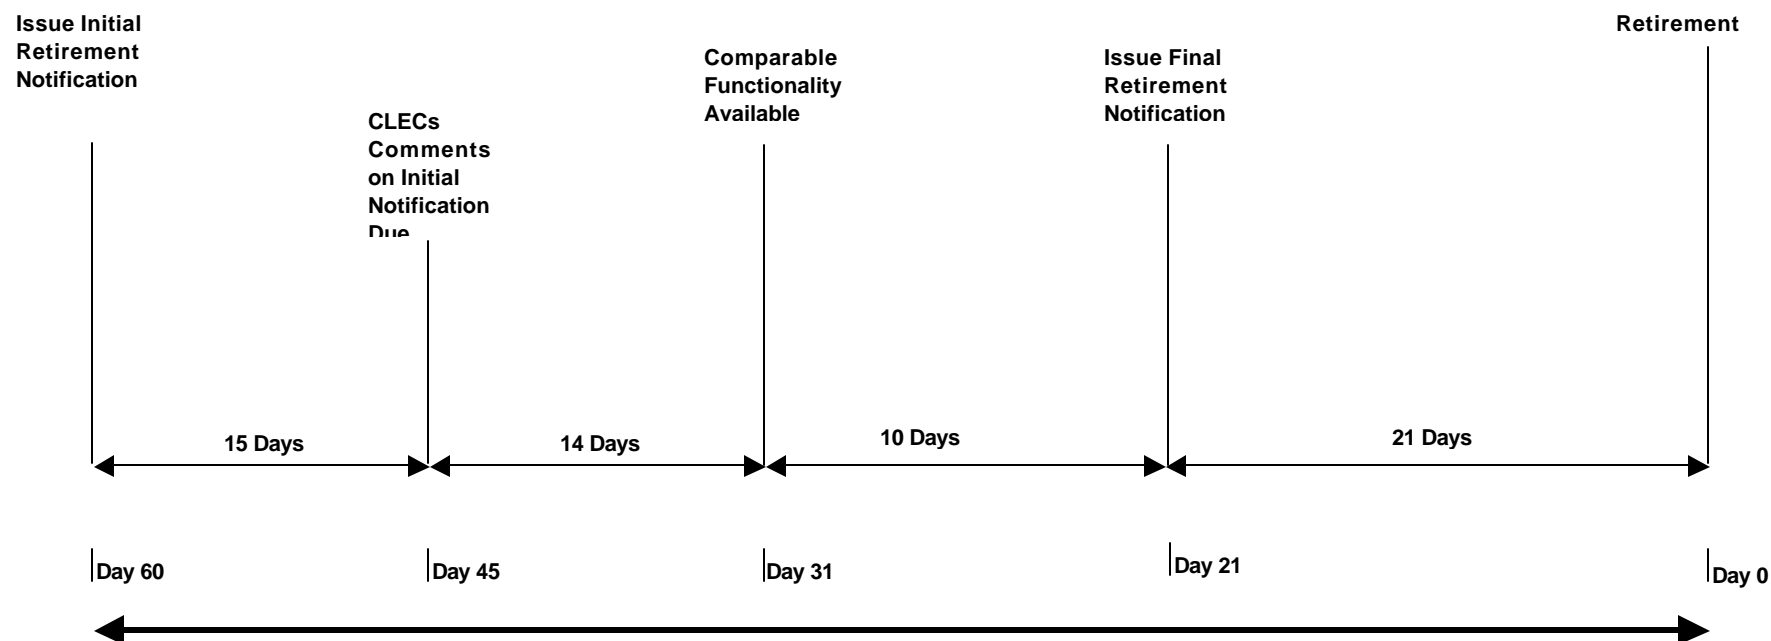 Issue Initial
Retirement
Notification
CLECs
Comments
on Initial
Notification
Due
Comparable
Functionality
Available
Issue Final
Retirement
Notification
Retirement
15 Days
14 Days
10 Days
21 Days
Day 60
Day 45
Day 31
Day 21
Day 0